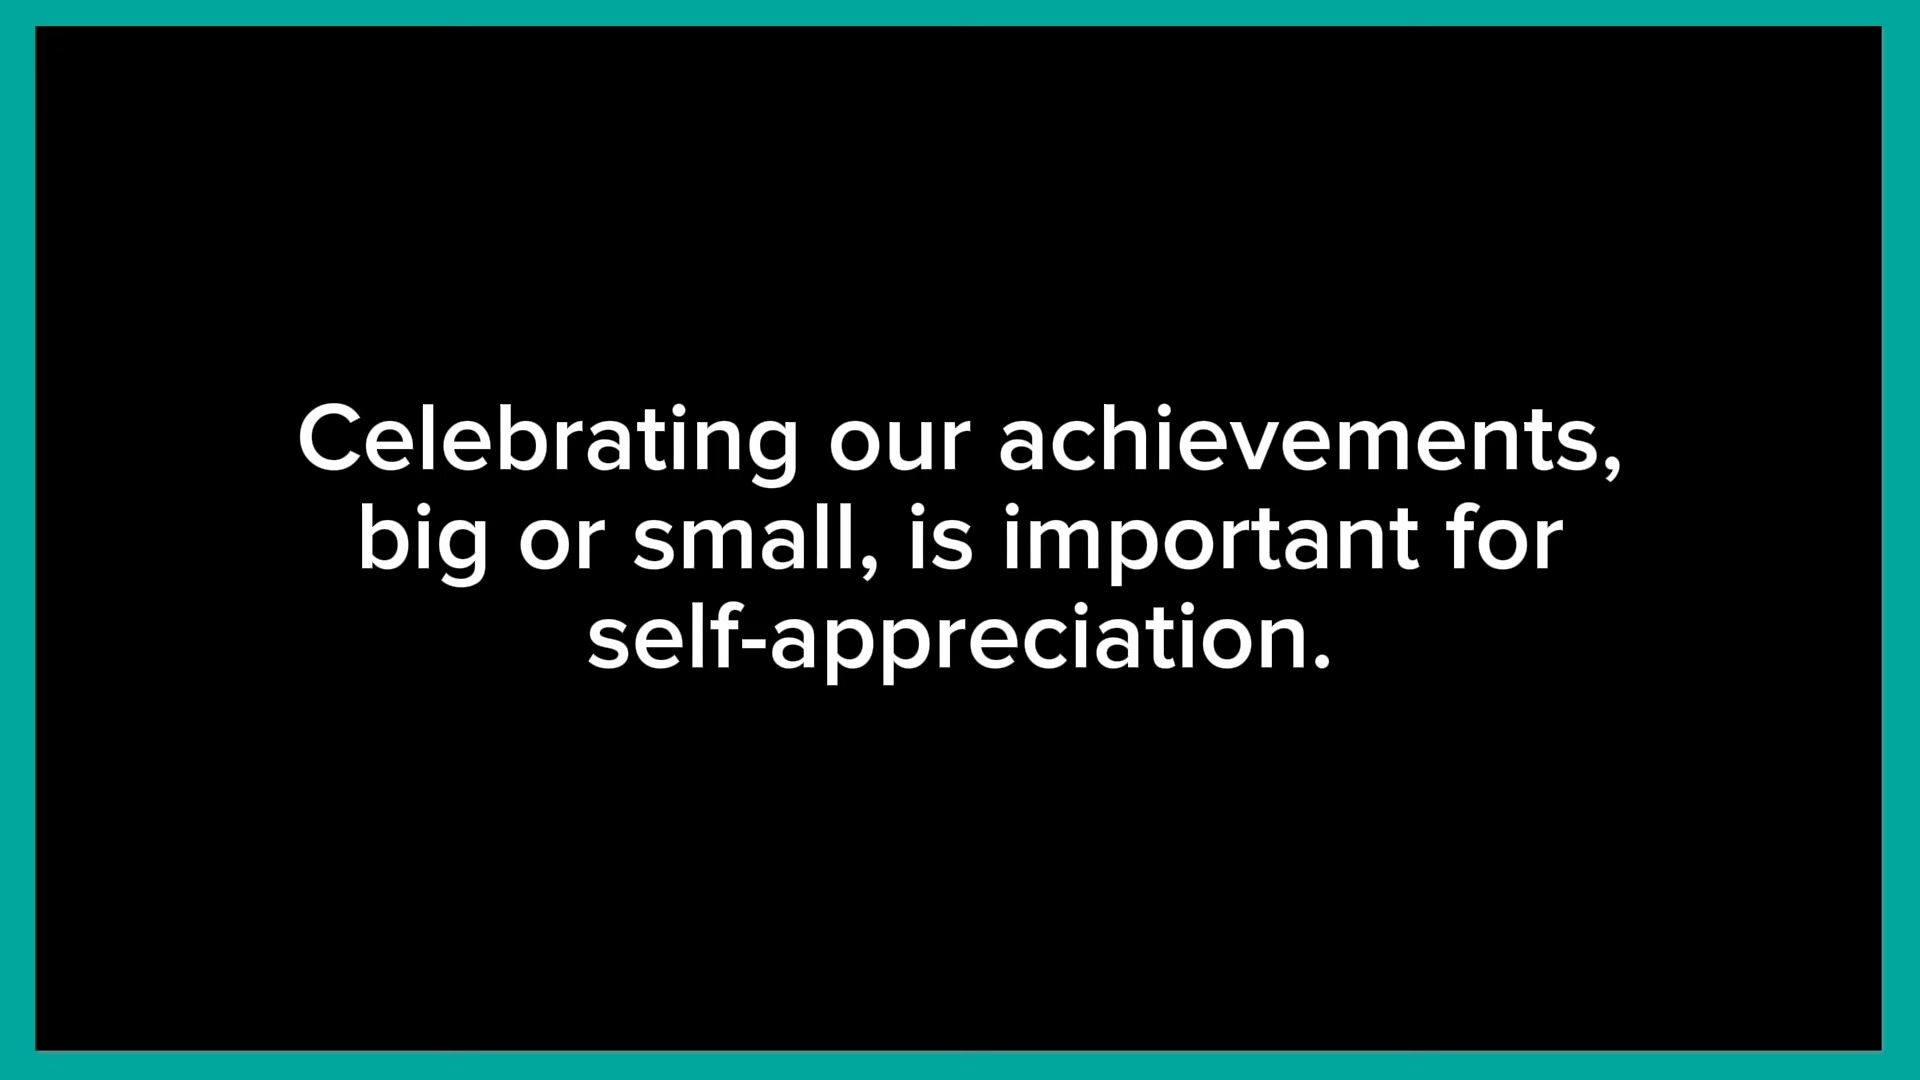 Celebrating our achievements,
big or small, is important for
self-appreciation.